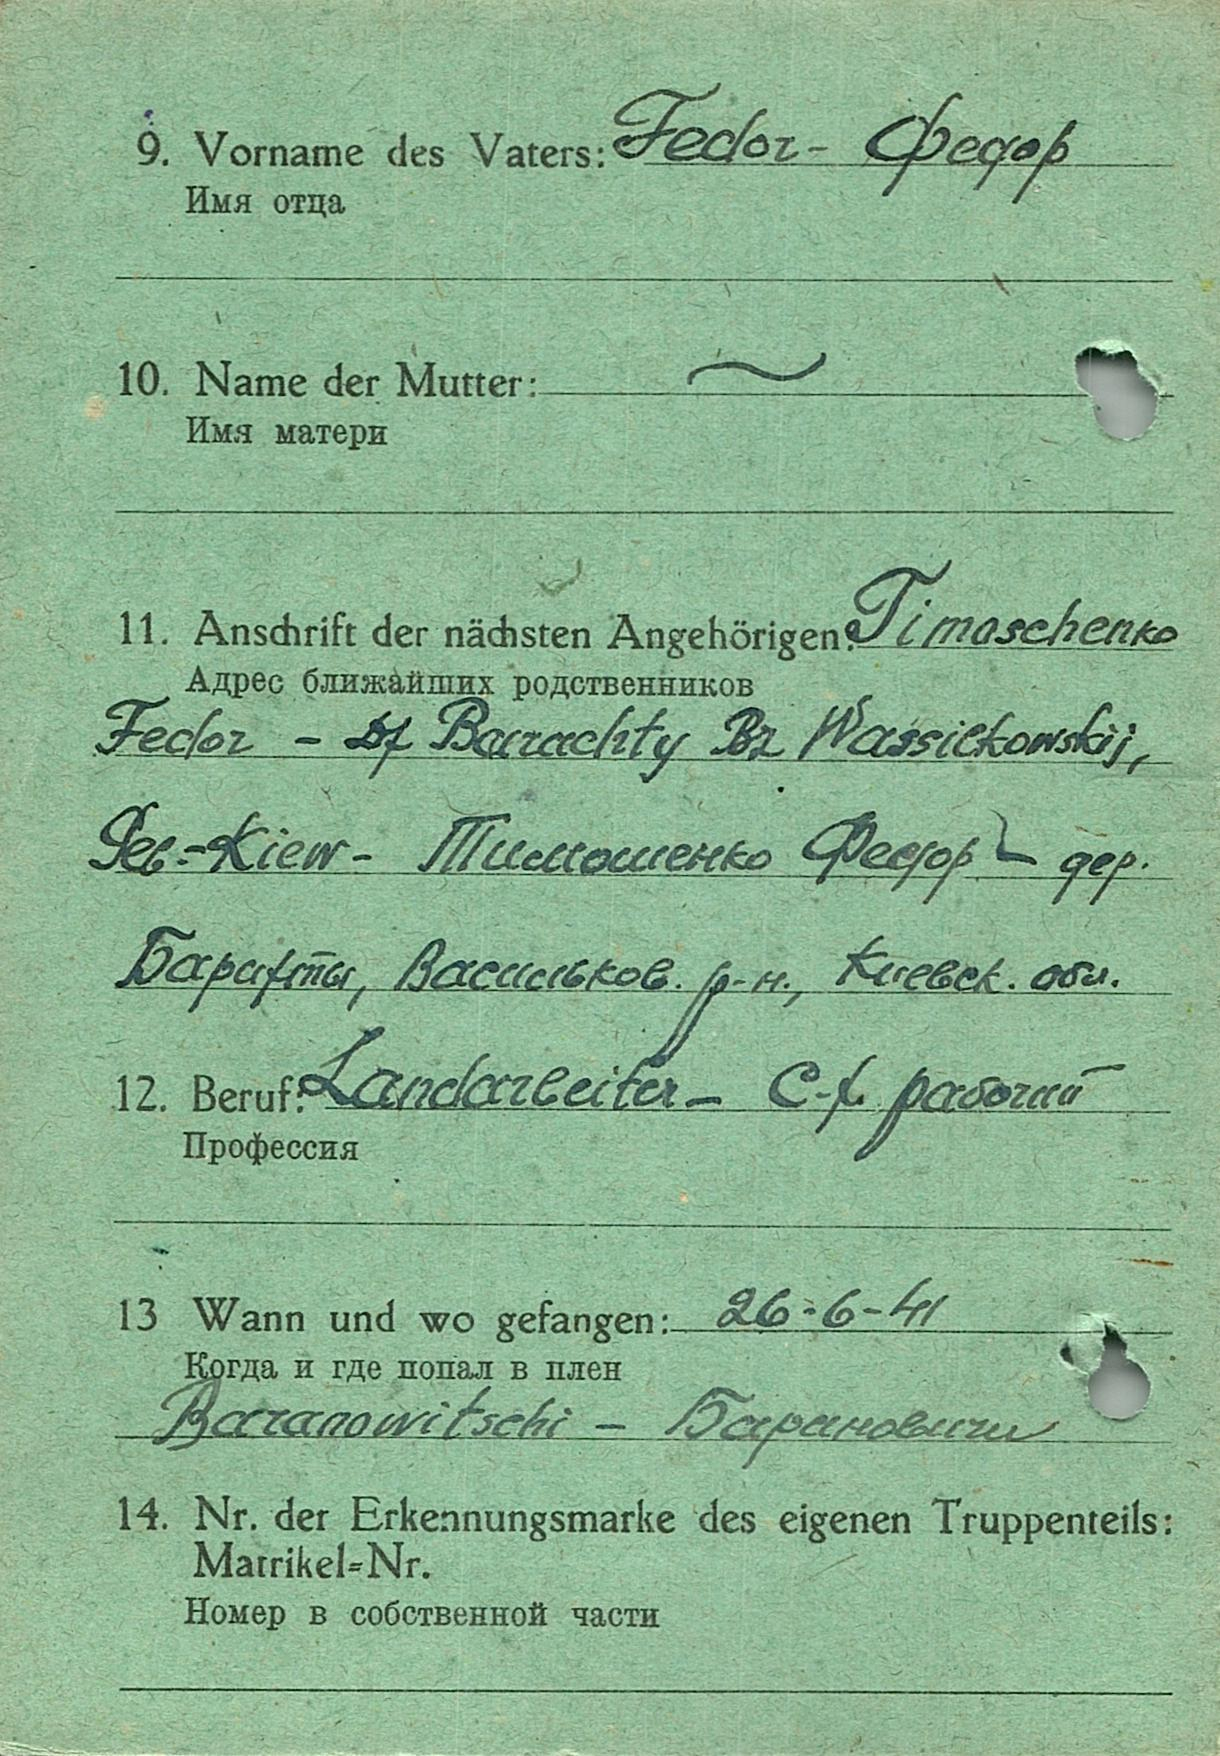 9. Vorname des Vaters: Fedor - Федор
Имя отца
10. Name der Mutter: ~
Имя матери
11. Anschrift der nächsten Angehörigen: Timoschenko
Адрес ближайших родственников
Fedor - Df Barachty Bz Wassilkowskij,
Geb.-Kiew- Тимошенко Федор - дер.
Барахты, Васильков. р-н., Киевск. обл.
12. Beruf: Landarbeiter - С-х рабочий
Профессия
13 Wann und wo gefangen: 26-6-41
Когда и где попал в плен
Baranowitschi - Барановичи
14. Nr. der Erkennungsmarke des eigenen Truppenteils:
Matrikel=Nr.
Номер в собственной части